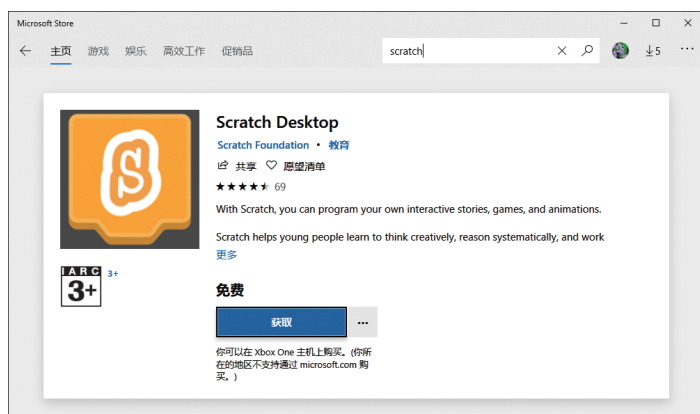 Microsoft Store
主页 游戏 娱乐 高效工作 促销品
scratch
5
Scratch Desktop
Scratch Foundation • 教育
共享 愿望清单
69
With Scratch, you can program your own interactive stories, games, and animations.
Scratch helps young people learn to think creatively, reason systematically, and work
更多
IARC
3+
3+
免费
获取
你可以在 Xbox One 主机上购买。(你所
在的地区不支持通过 microsoft.com 购
买。)